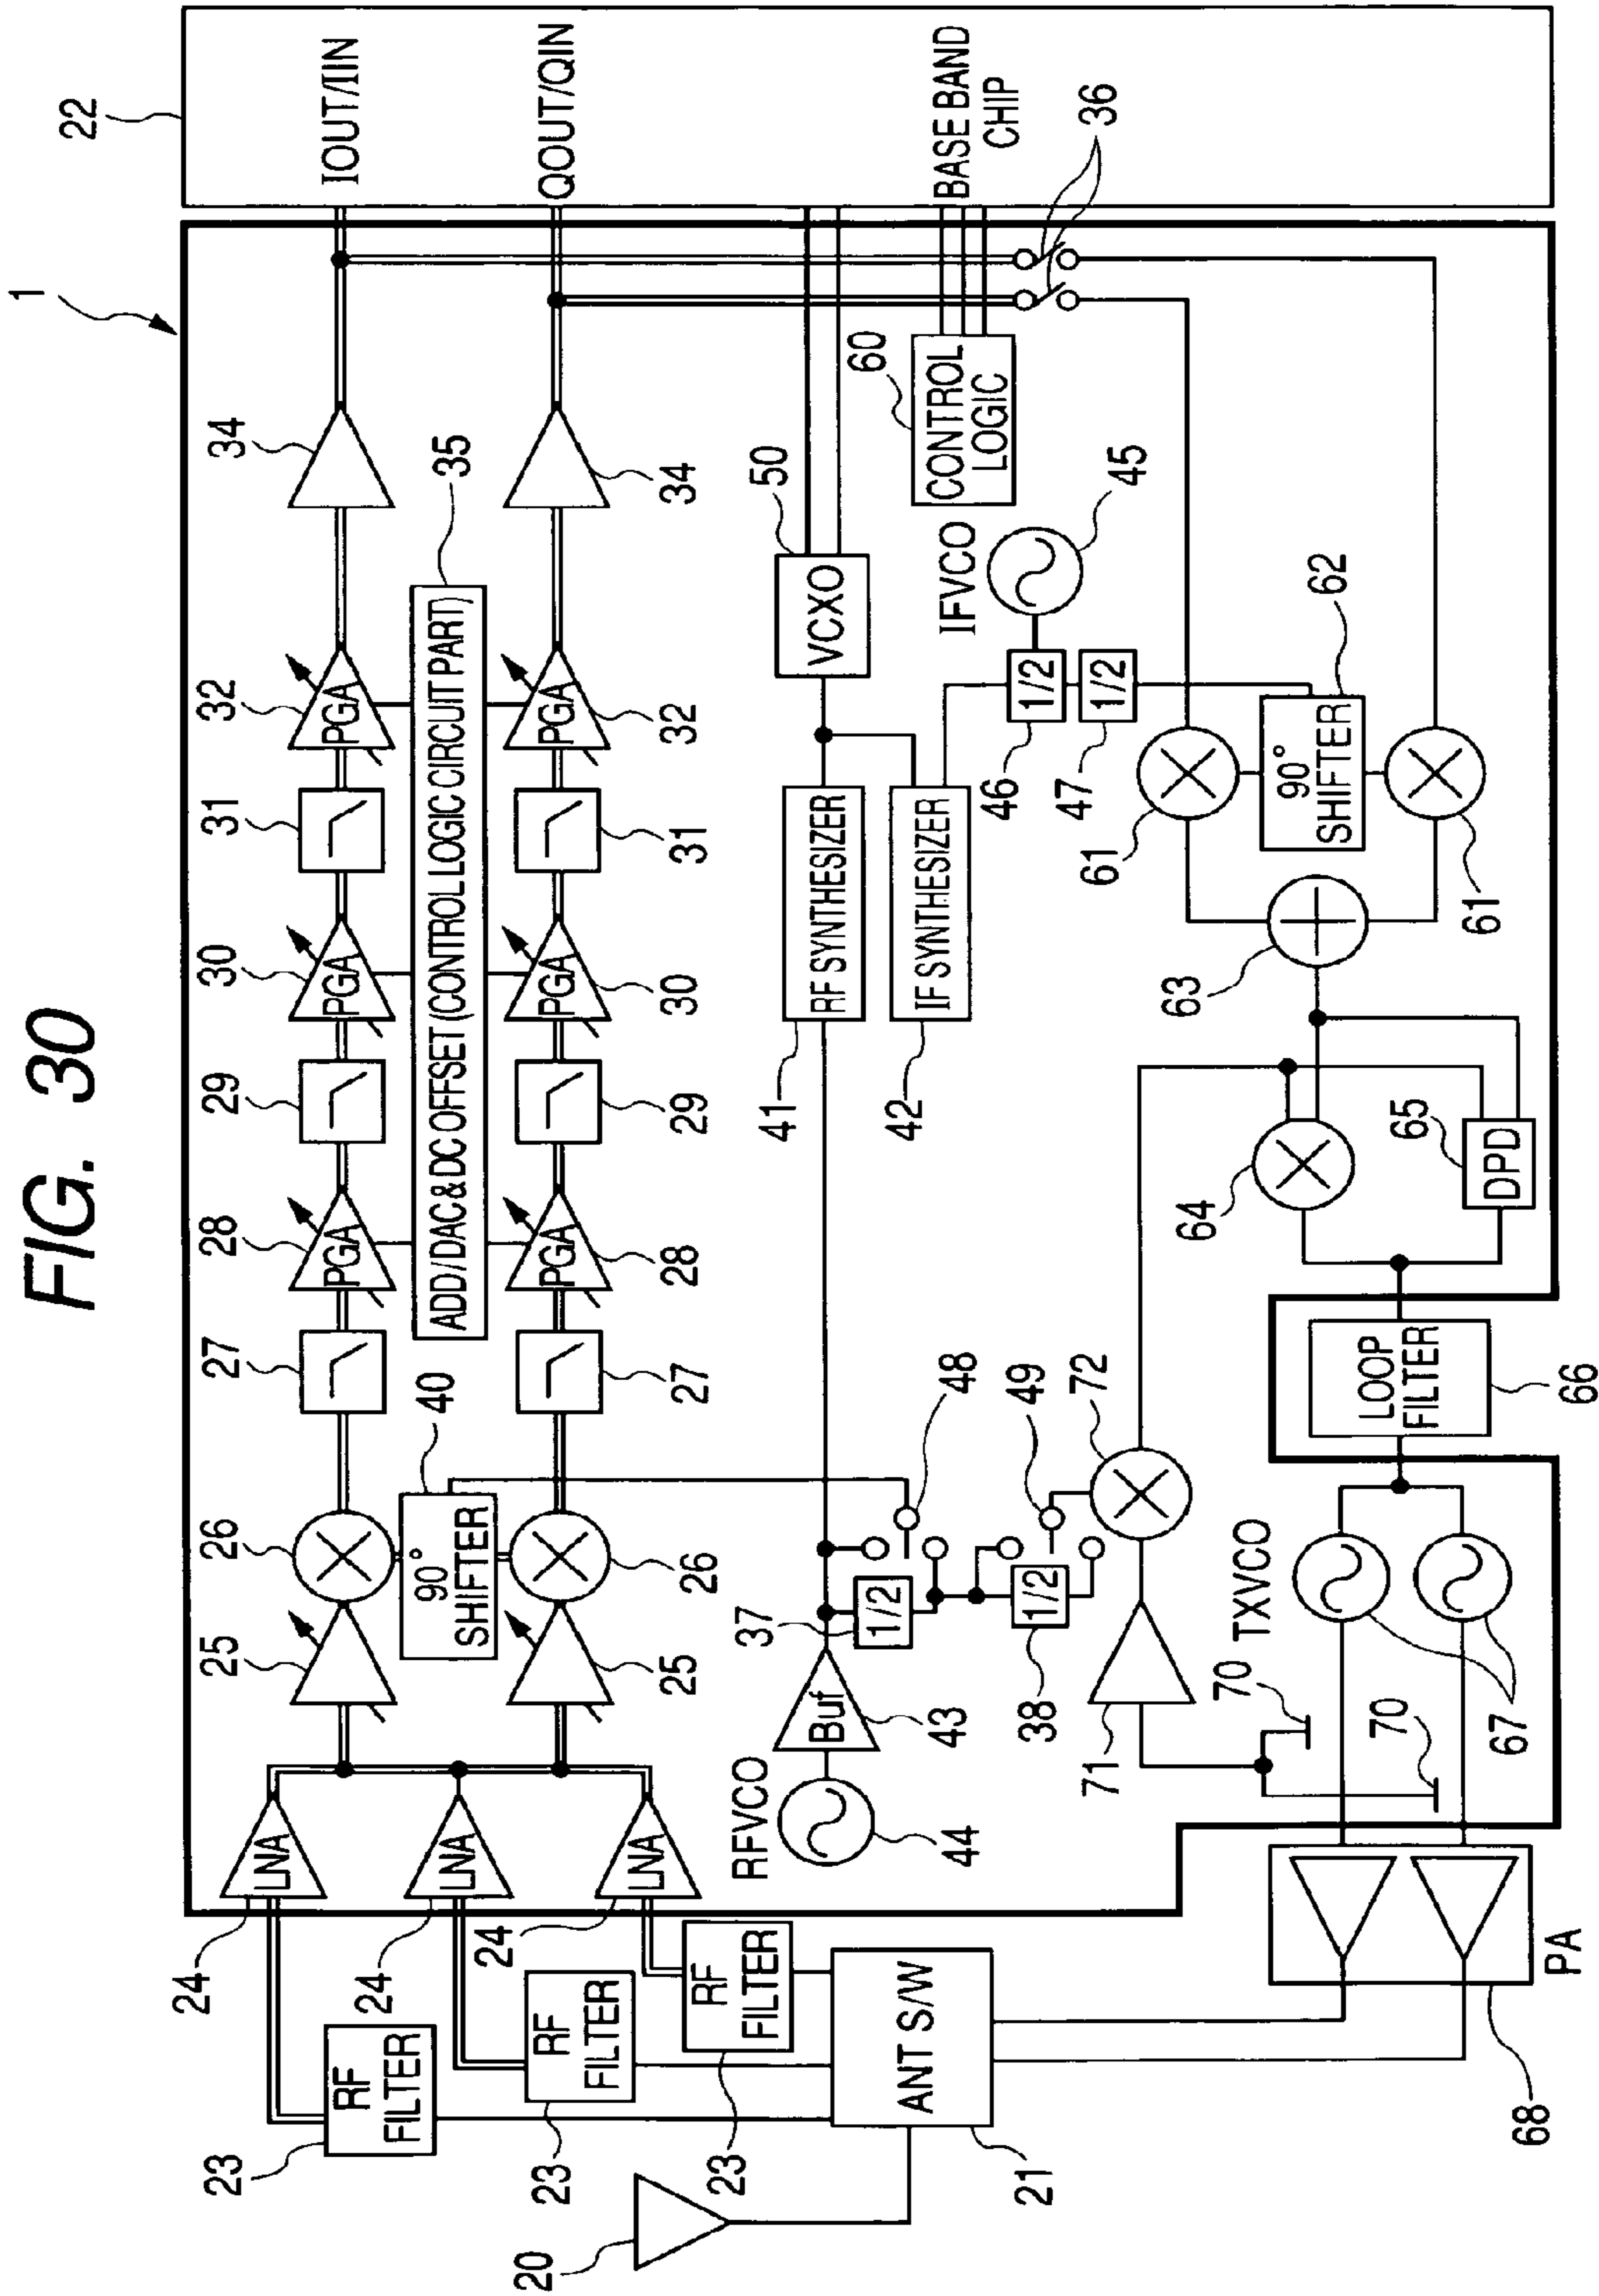 FIG. 30
1
22
24
LNA
24
LNA
24
LNA
25
25
26
26
40
90°
SHIFTER
27
27
28
PGA
PGA
28
29
29
30
PGA
PGA
30
31
31
32
PGA
PGA
32
34
34
35
ADD/DAC & DC OFFSET (CONTROL LOGIC CIRCUIT PART)
IOUT/IIN
QOUT/QIN
BASE BAND
CHIP
36
23
RF
FILTER
23
RF
FILTER
23
RF
FILTER
20
ANT S/W
21
RFVCO
44
Buf
43
37
1/2
48
38
1/2
49
41
RF SYNTHESIZER
42
IF SYNTHESIZER
50
VCXO
60
CONTROL
LOGIC
IFVCO
45
46
1/2
47
1/2
61
90°
SHIFTER
62
61
63
64
65
DPD
72
71
70
70
TXVCO
67
LOOP
FILTER
66
PA
68